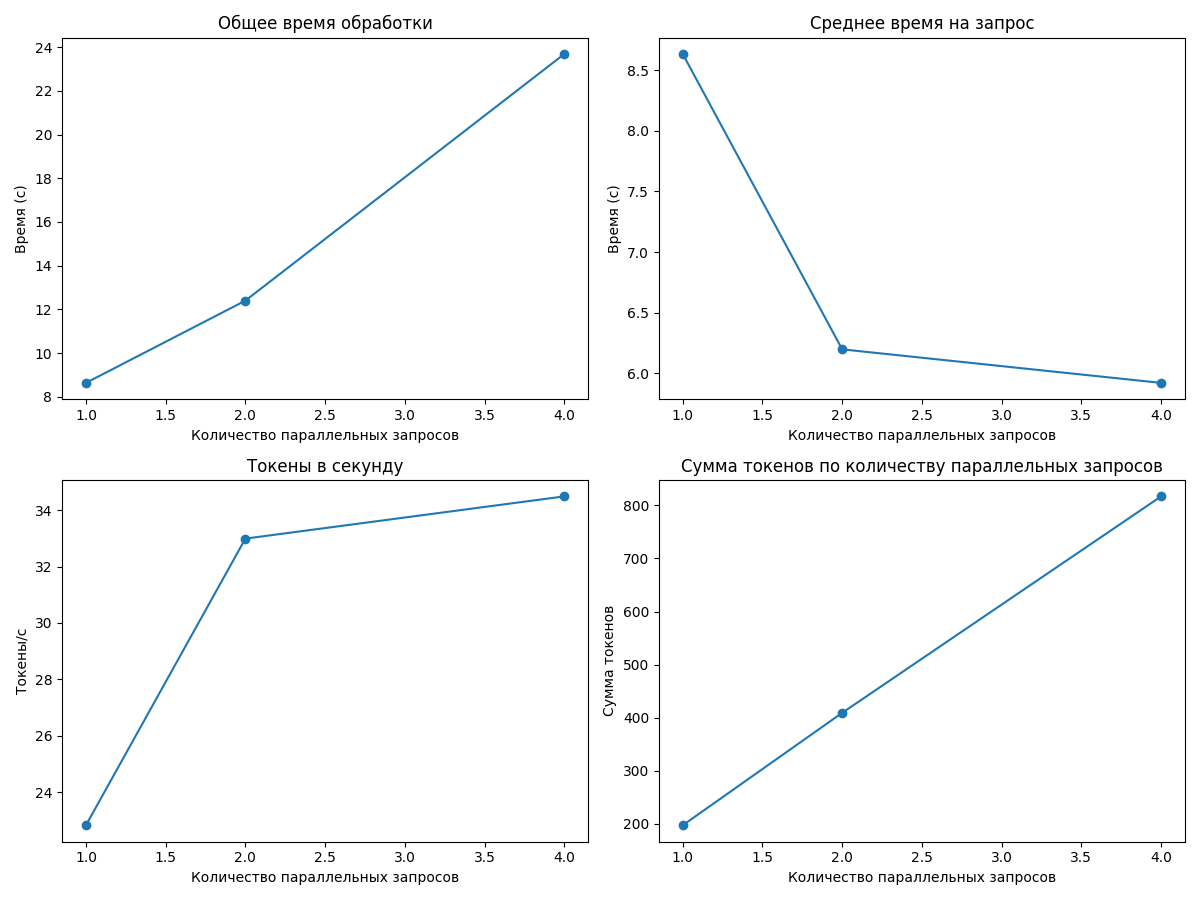 Общее время обработки
Время (с)
24
22
20
18
16
14
12
10
8
1.0 1.5 2.0 2.5 3.0 3.5 4.0
Количество параллельных запросов
Среднее время на запрос
Время (с)
8.5
8.0
7.5
7.0
6.5
6.0
1.0 1.5 2.0 2.5 3.0 3.5 4.0
Количество параллельных запросов
Токены в секунду
Токены/с
34
32
30
28
26
24
1.0 1.5 2.0 2.5 3.0 3.5 4.0
Количество параллельных запросов
Сумма токенов по количеству параллельных запросов
Сумма токенов
800
700
600
500
400
300
200
1.0 1.5 2.0 2.5 3.0 3.5 4.0
Количество параллельных запросов